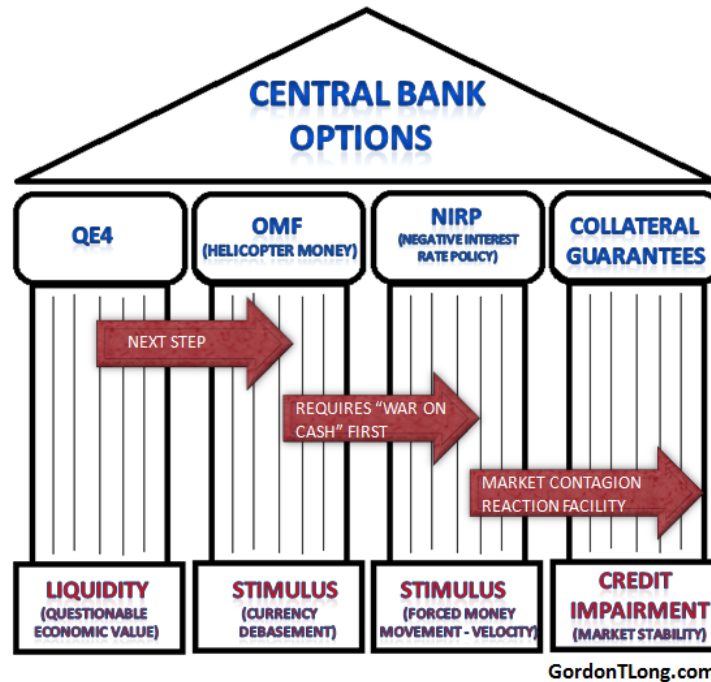 CENTRAL BANK
OPTIONS
QE4
OMF
(HELICOPTER MONEY)
NIRP
(NEGATIVE INTEREST
RATE POLICY)
COLLATERAL
GUARANTEES
NEXT STEP
REQUIRES “WAR ON
CASH” FIRST
MARKET CONTAGION
REACTION FACILITY
LIQUIDITY
(QUESTIONABLE
ECONOMIC VALUE)
STIMULUS
(CURRENCY
DEBASEMENT)
STIMULUS
(FORCED MONEY
MOVEMENT - VELOCITY)
CREDIT
IMPAIRMENT
(MARKET STABILITY)
GordonTLong.com